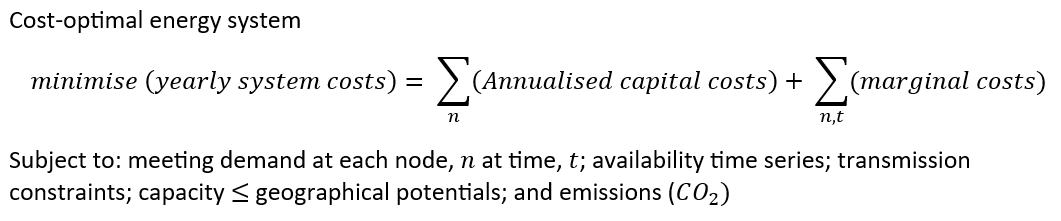 Cost-optimal energy system
minimise (yearly system costs) = ∑(Annualised capital costs) + ∑(marginal costs)
n n,t
Subject to: meeting demand at each node, n at time, t; availability time series; transmission
constraints; capacity ≤ geographical potentials; and emissions (CO₂)